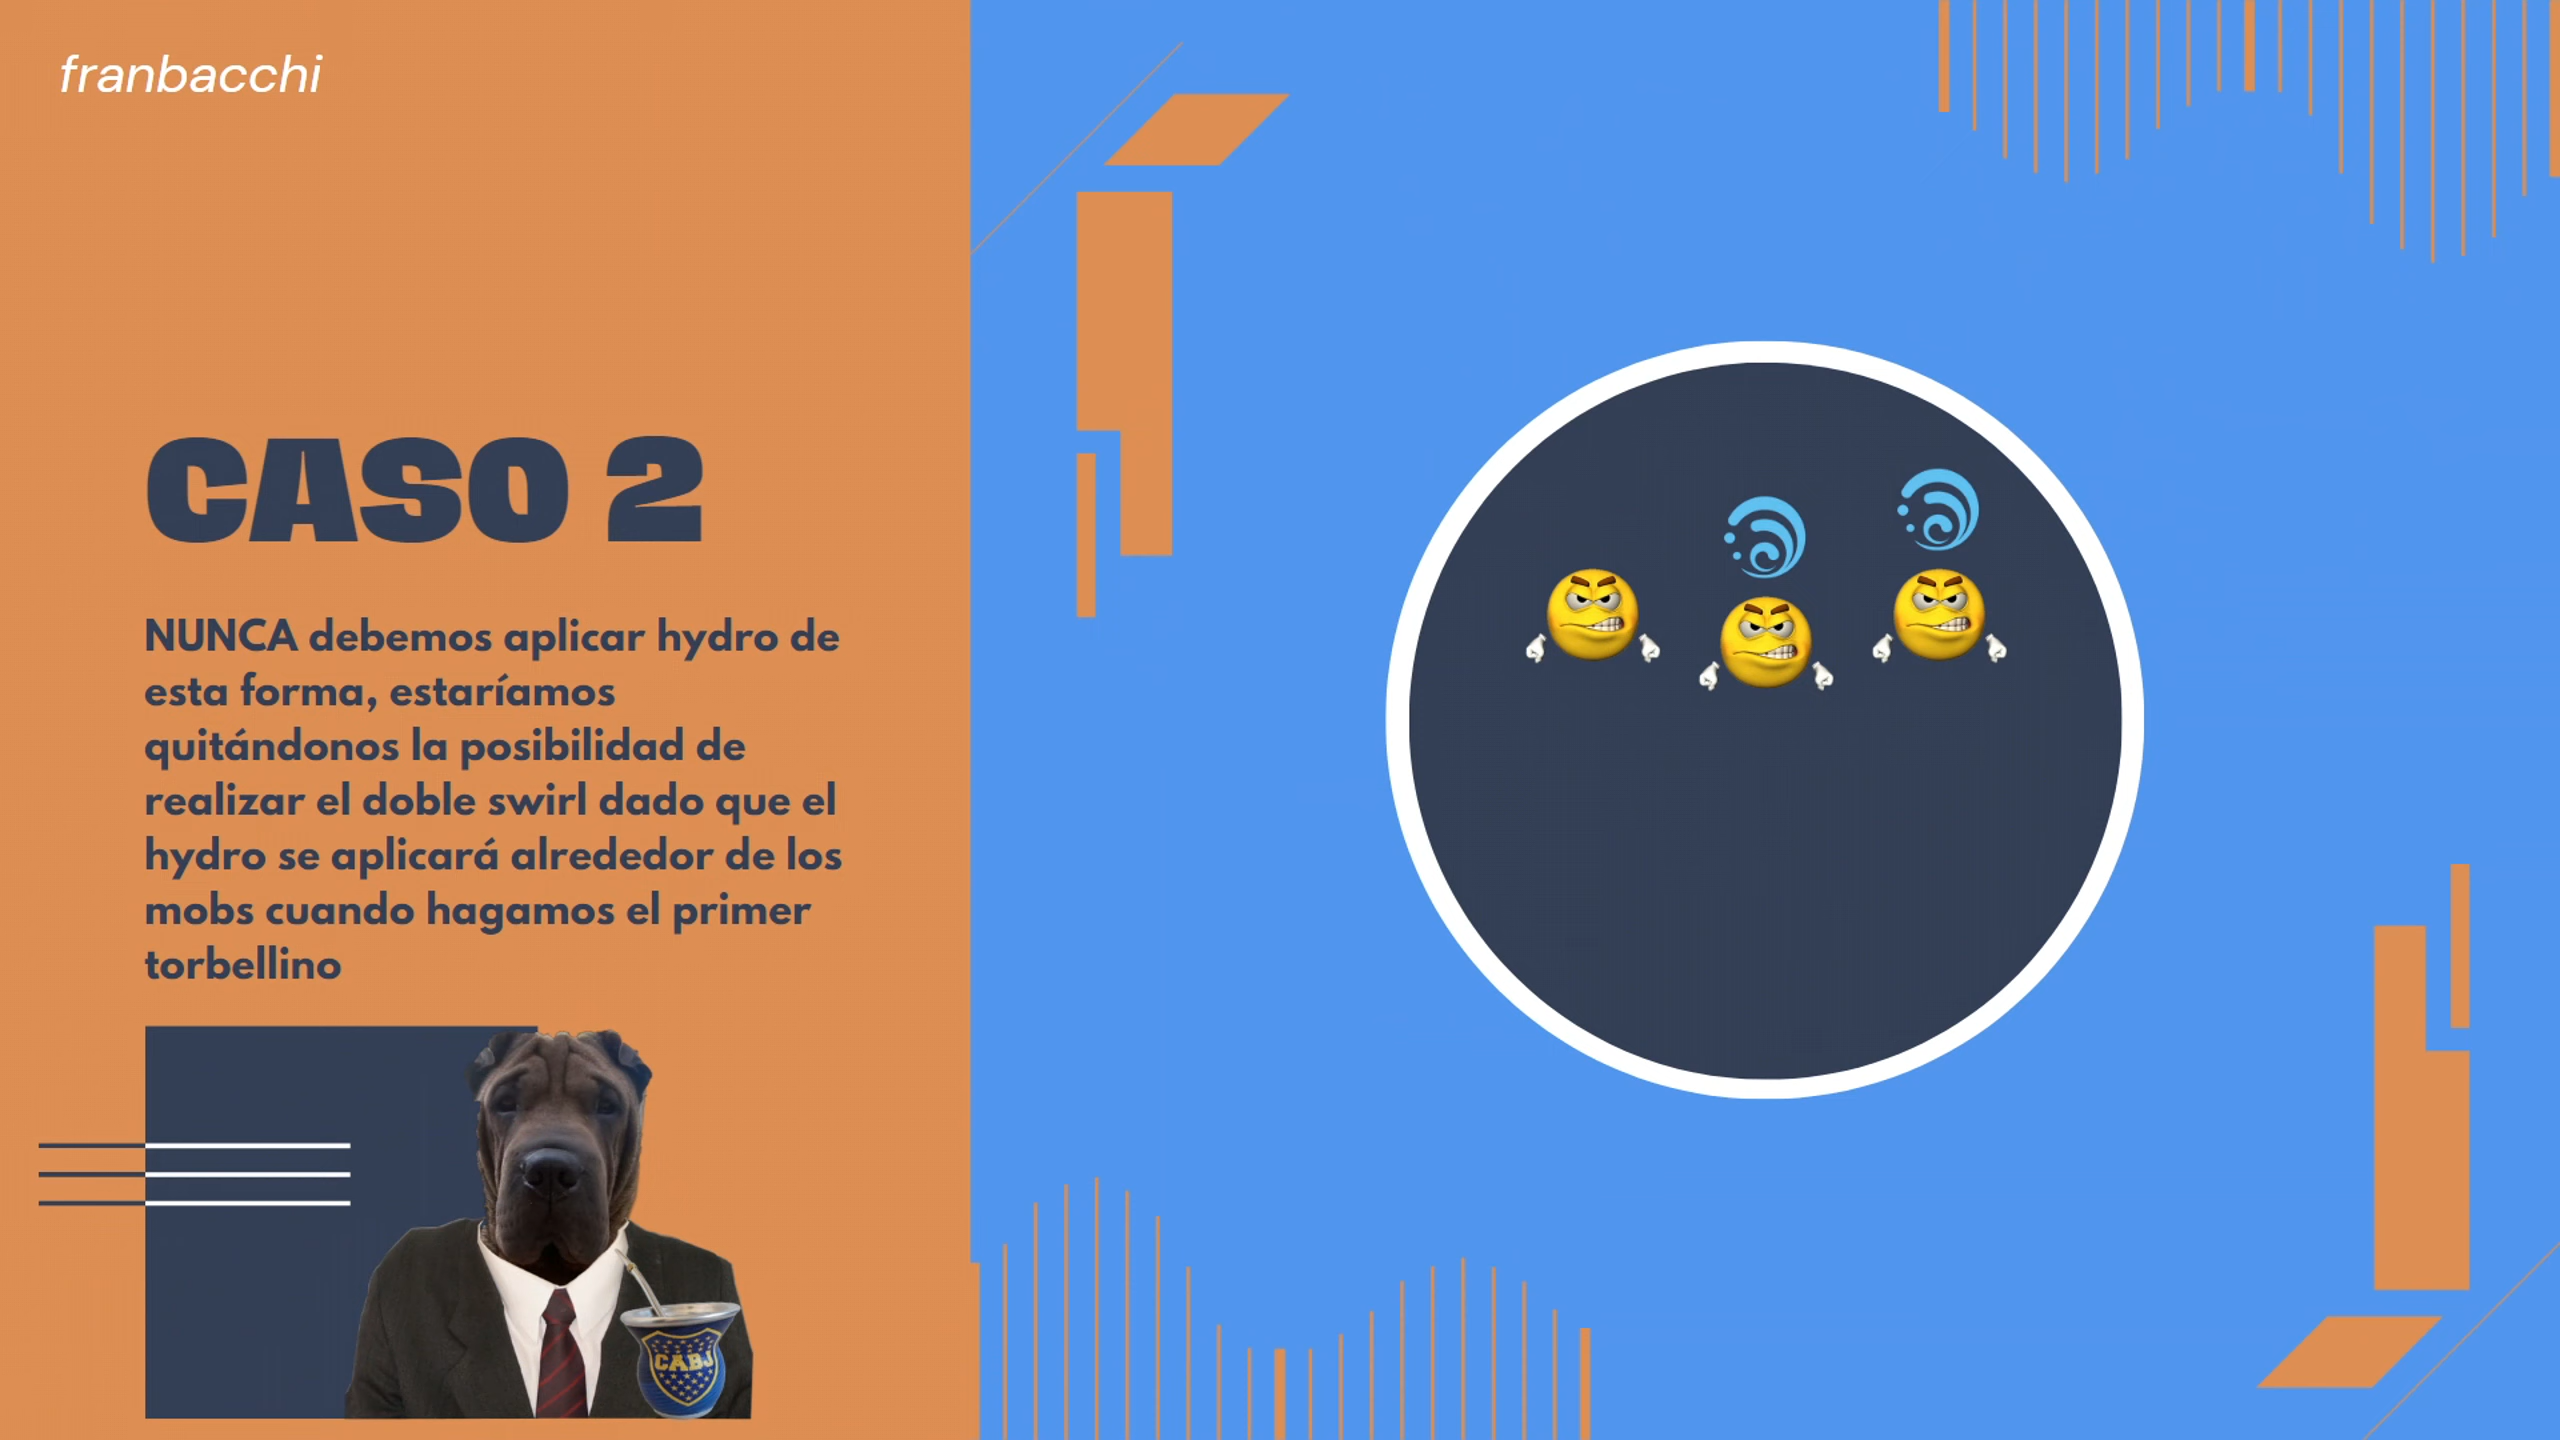 franbacchi
CASO 2
NUNCA debemos aplicar hydro de
esta forma, estaríamos
quitándonos la posibilidad de
realizar el doble swirl dado que el
hydro se aplicará alrededor de los
mobs cuando hagamos el primer
torbellino
CABJ